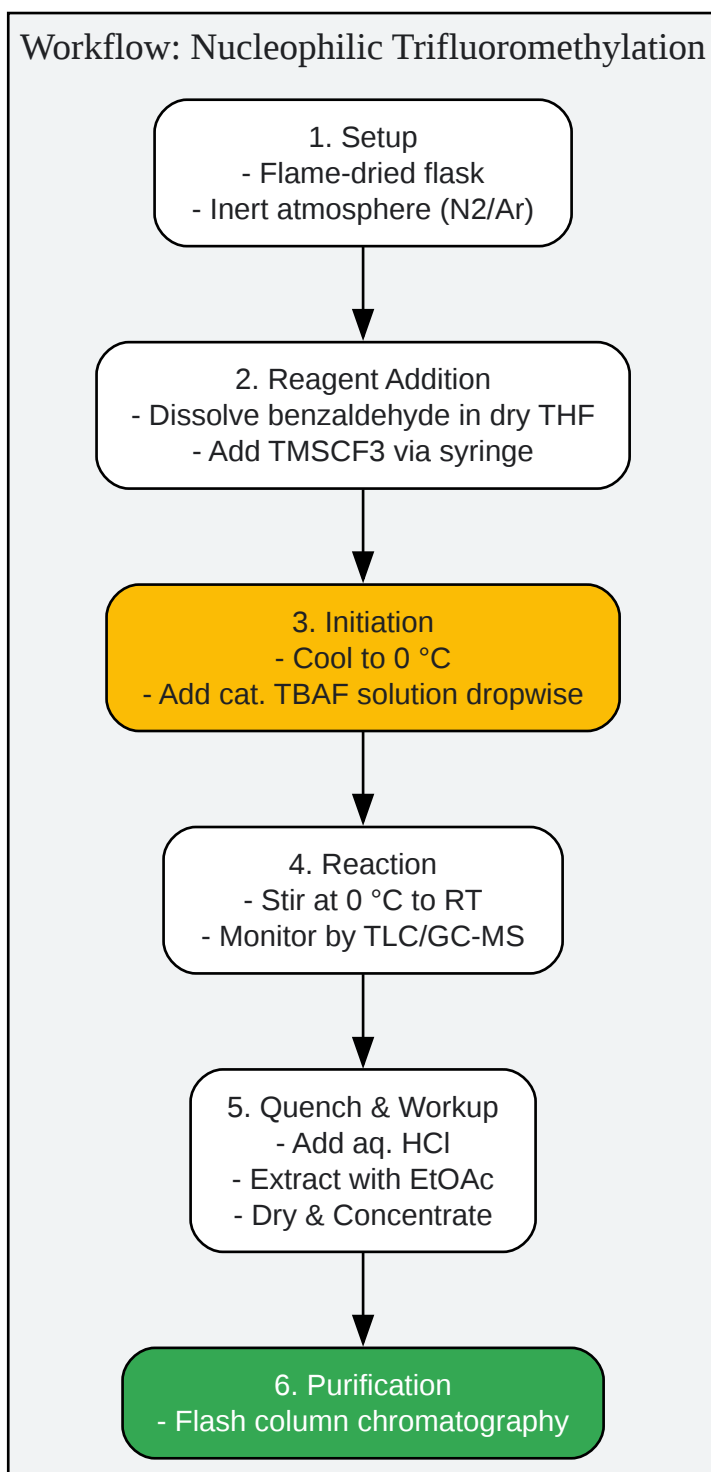 Workflow: Nucleophilic Trifluoromethylation
1. Setup
- Flame-dried flask
- Inert atmosphere (N2/Ar)
2. Reagent Addition
- Dissolve benzaldehyde in dry THF
- Add TMSCF3 via syringe
3. Initiation
- Cool to 0 °C
- Add cat. TBAF solution dropwise
4. Reaction
- Stir at 0 °C to RT
- Monitor by TLC/GC-MS
5. Quench & Workup
- Add aq. HCl
- Extract with EtOAc
- Dry & Concentrate
6. Purification
- Flash column chromatography